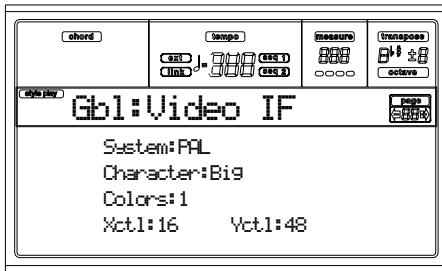 chord tempo measure transpose
ext seq 1
link seq 2
octave
style play
Gbl:Video IF
page
System:PAL
Character:Big
Colors:1
Xctl:16 Yctl:48